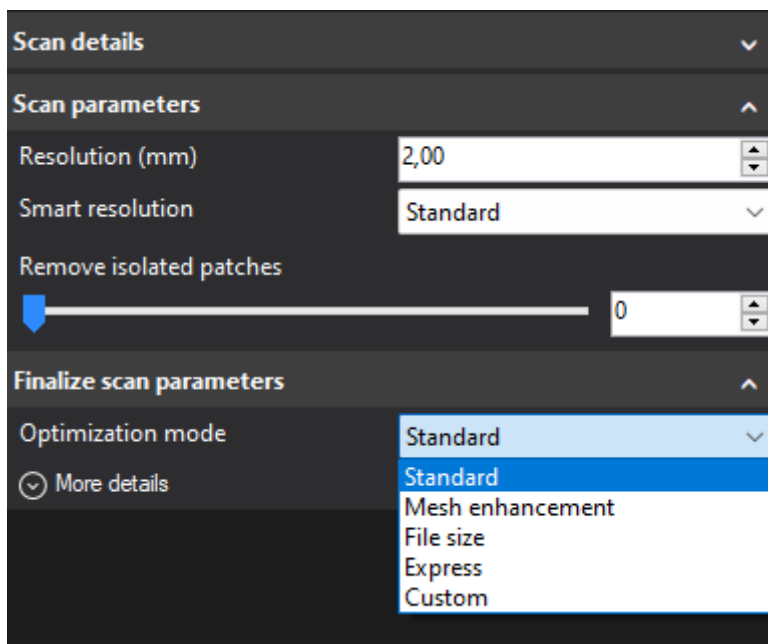 Scan details
Scan parameters
Resolution (mm) 2,00
Smart resolution Standard
Remove isolated patches
0
Finalize scan parameters
Optimization mode Standard
More details
Standard
Mesh enhancement
File size
Express
Custom